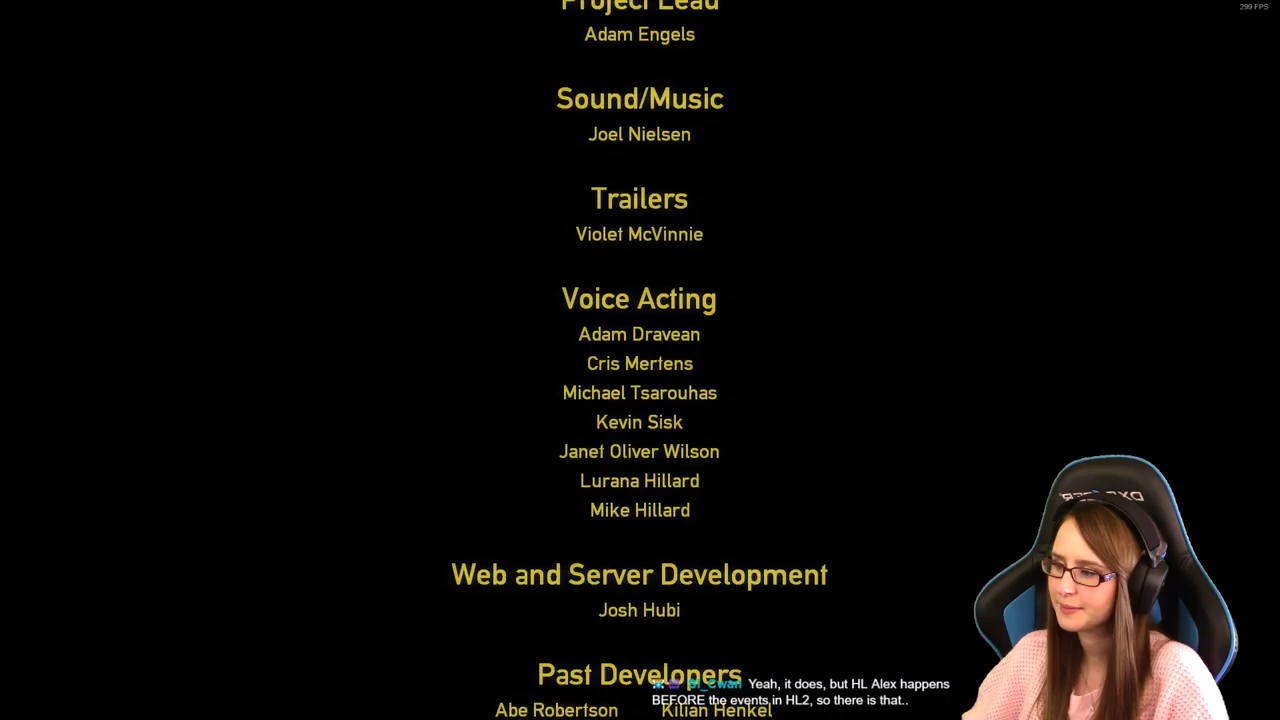 299 FPS
Project Lead
Adam Engels
Sound/Music
Joel Nielsen
Trailers
Violet McVinnie
Voice Acting
Adam Dravean
Cris Mertens
Michael Tsarouhas
Kevin Sisk
Janet Oliver Wilson
Lurana Hillard
Mike Hillard
Web and Server Development
Josh Hubi
Past Developers
Yeah, it does, but HL Alex happens
BEFORE the events in HL2, so there is that..
Abe Robertson Kilian Henkel